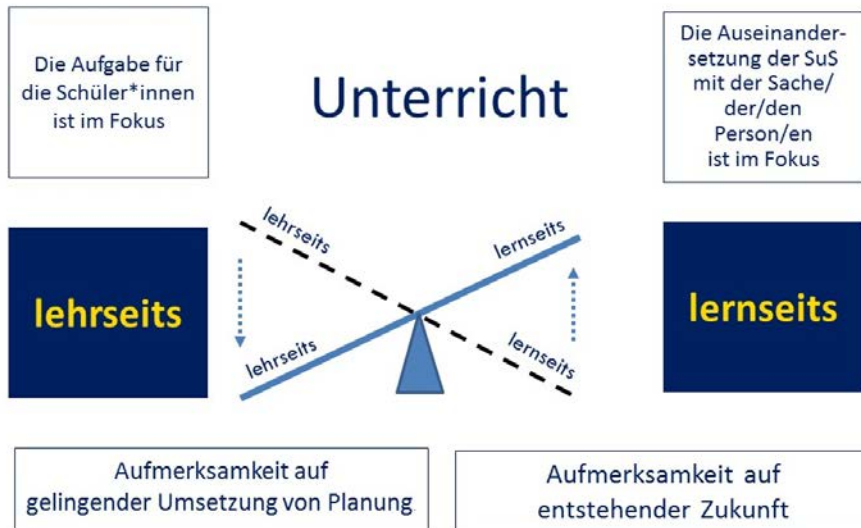 Die Aufgabe für
die Schüler*innen
ist im Fokus
Unterricht
Die Auseinander-
setzung der SuS
mit der Sache/
der/den
Person/en
ist im Fokus
lehrseits
lehrseits
lernseits
lehrseits
lernseits
lernseits
Aufmerksamkeit auf
gelingender Umsetzung von Planung
Aufmerksamkeit auf
entstehender Zukunft